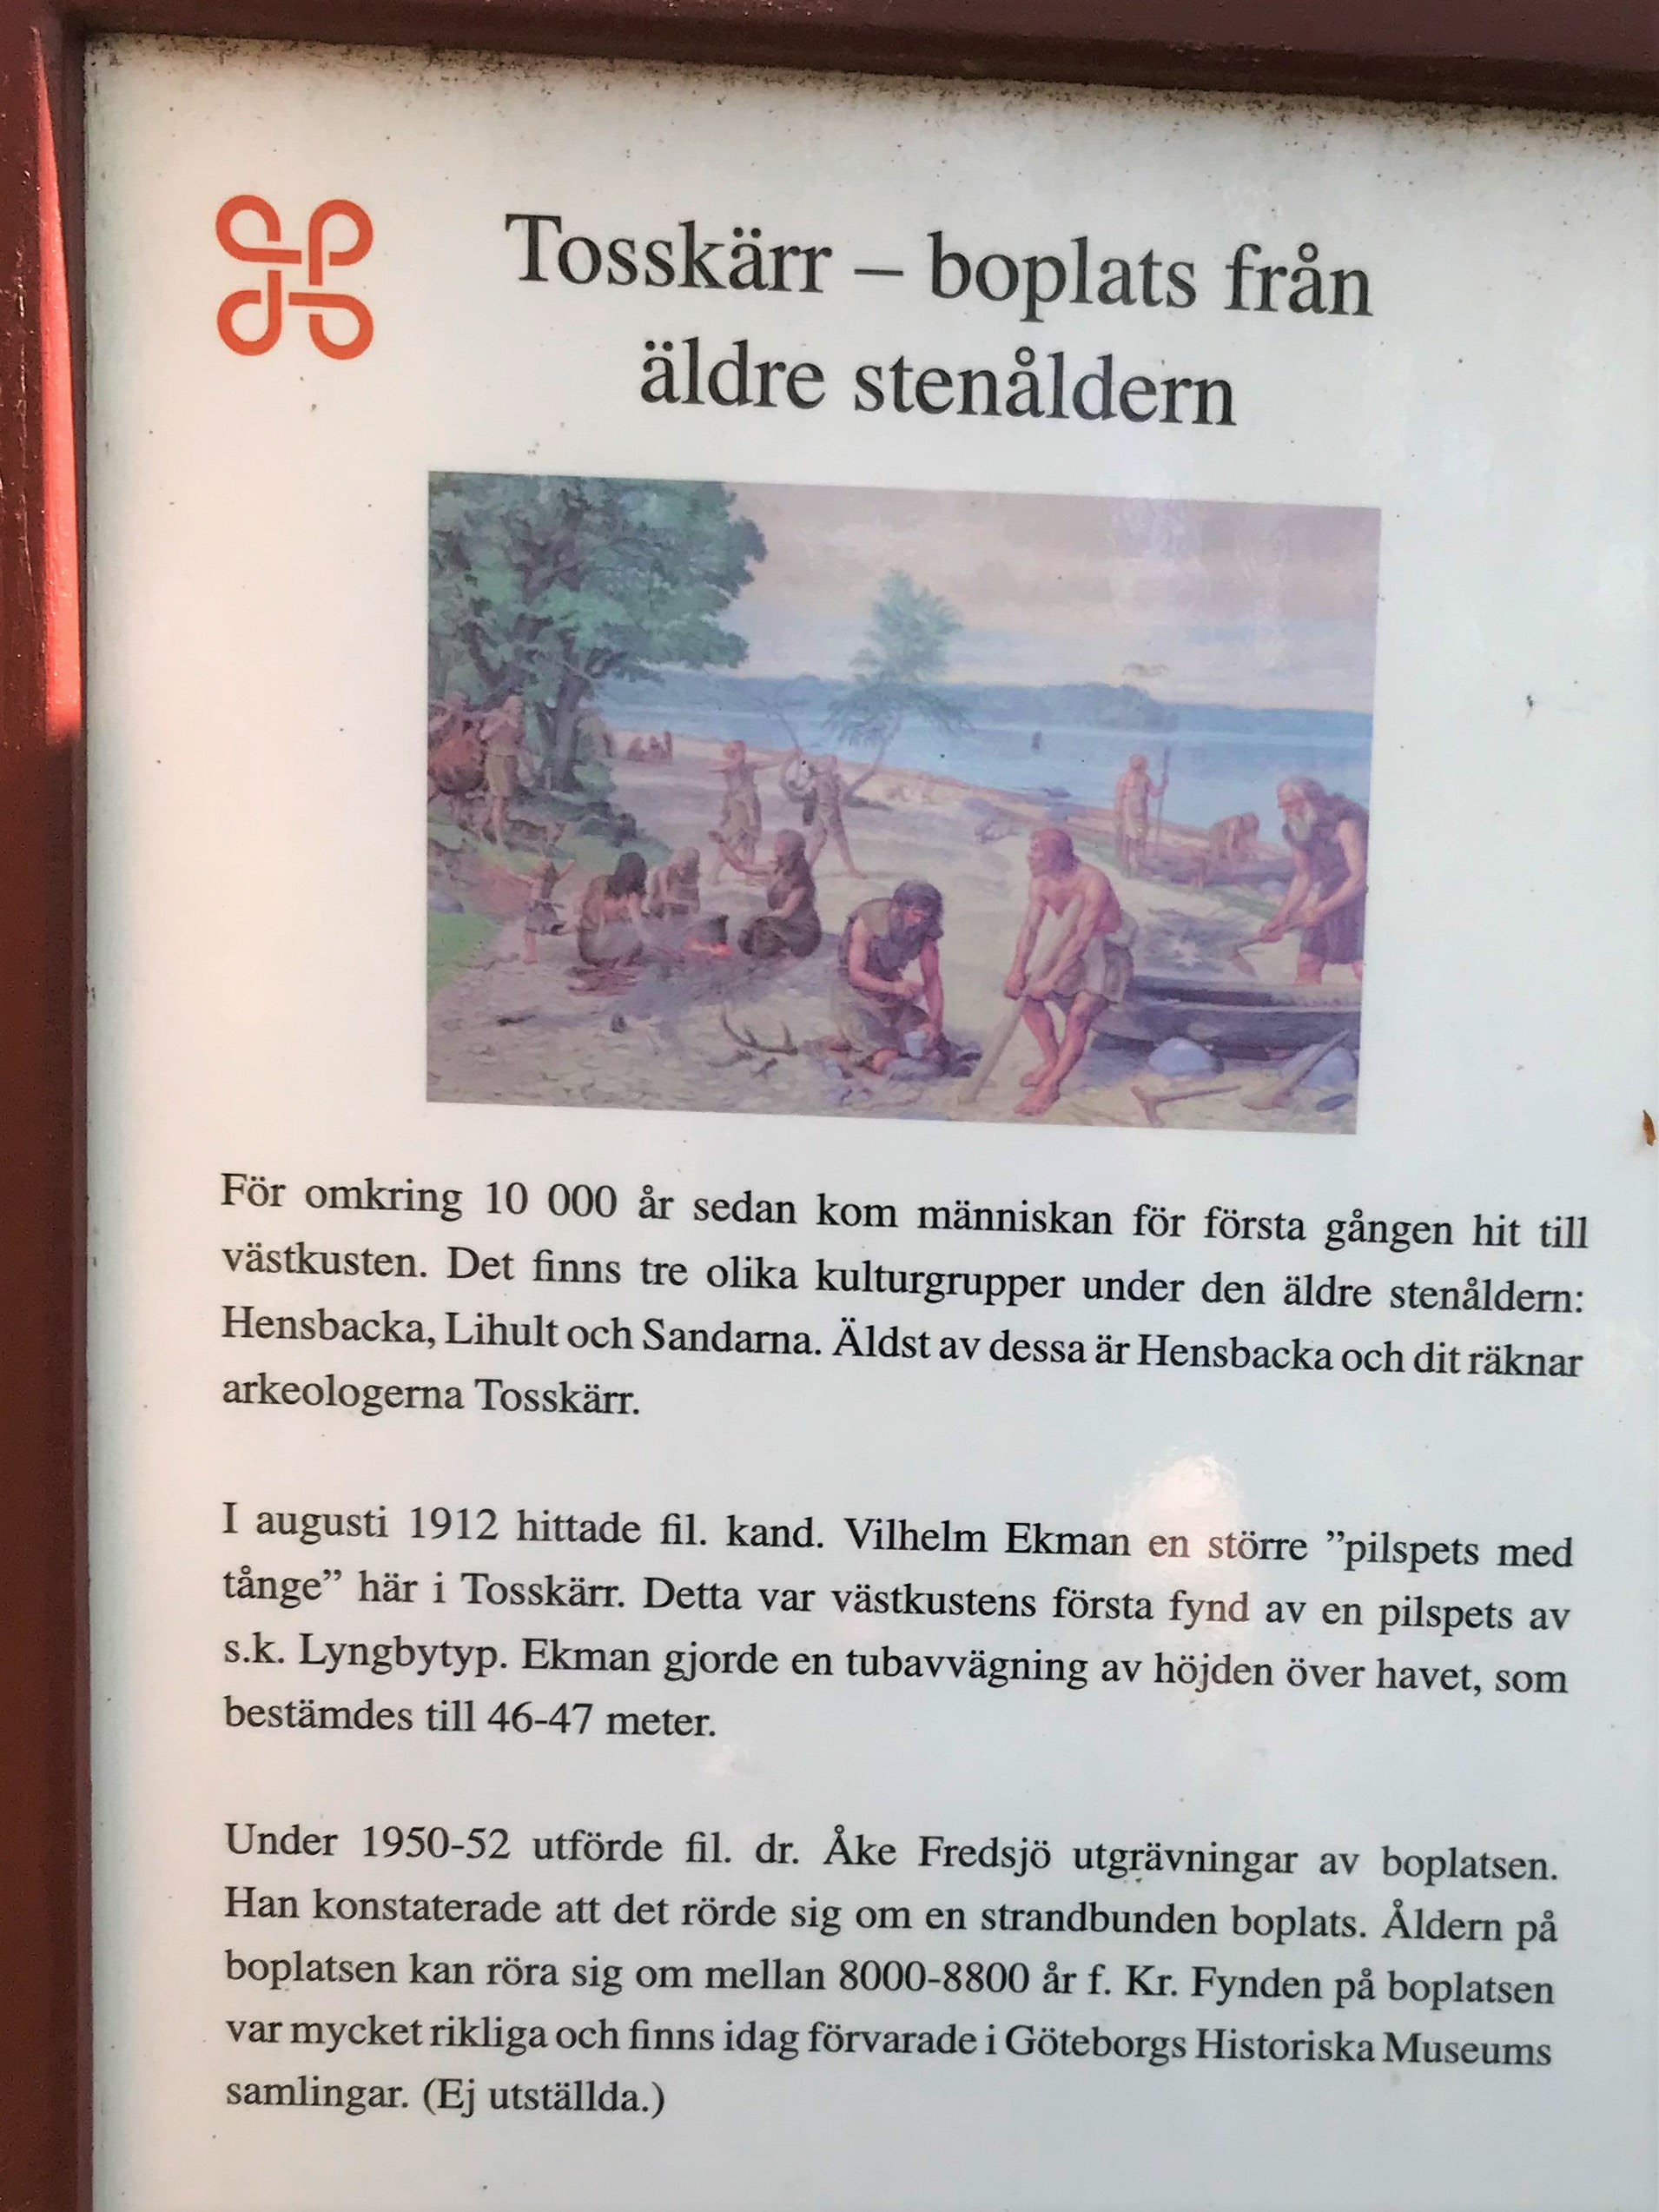 Tosskärr – boplats från
äldre stenåldern
För omkring 10 000 år sedan kom människan för första gången hit till
västkusten. Det finns tre olika kulturgrupper under den äldre stenåldern:
Hensbacka, Lihult och Sandarna. Äldst av dessa är Hensbacka och dit räknar
arkeologerna Tosskärr.
I augusti 1912 hittade fil. kand. Vilhelm Ekman en större ”pilspets med
tånge” här i Tosskärr. Detta var västkustens första fynd av en pilspets av
s.k. Lyngbytyp. Ekman gjorde en tubavvägning av höjden över havet, som
bestämdes till 46-47 meter.
Under 1950-52 utförde fil. dr. Åke Fredsjö utgrävningar av boplatsen.
Han konstaterade att det rörde sig om en strandbunden boplats. Åldern på
boplatsen kan röra sig om mellan 8000-8800 år f. Kr. Fynden på boplatsen
var mycket rikliga och finns idag förvarade i Göteborgs Historiska Museums
samlingar. (Ej utställda.)